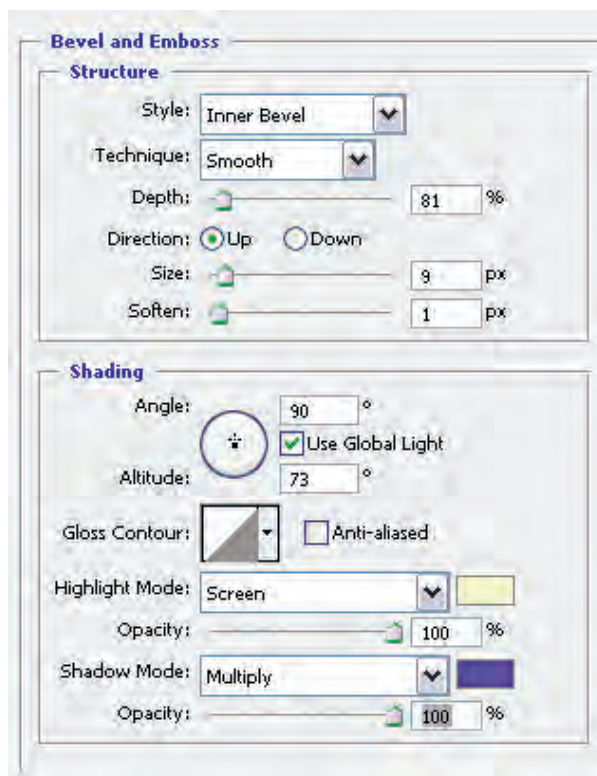 Bevel and Emboss
Structure
Style: Inner Bevel
Technique: Smooth
Depth: 81 %
Direction: Up Down
Size: 9 px
Soften: 1 px
Shading
Angle: 90 °
Use Global Light
Altitude: 73 °
Gloss Contour: Anti-aliased
Highlight Mode: Screen
Opacity: 100 %
Shadow Mode: Multiply
Opacity: 100 %